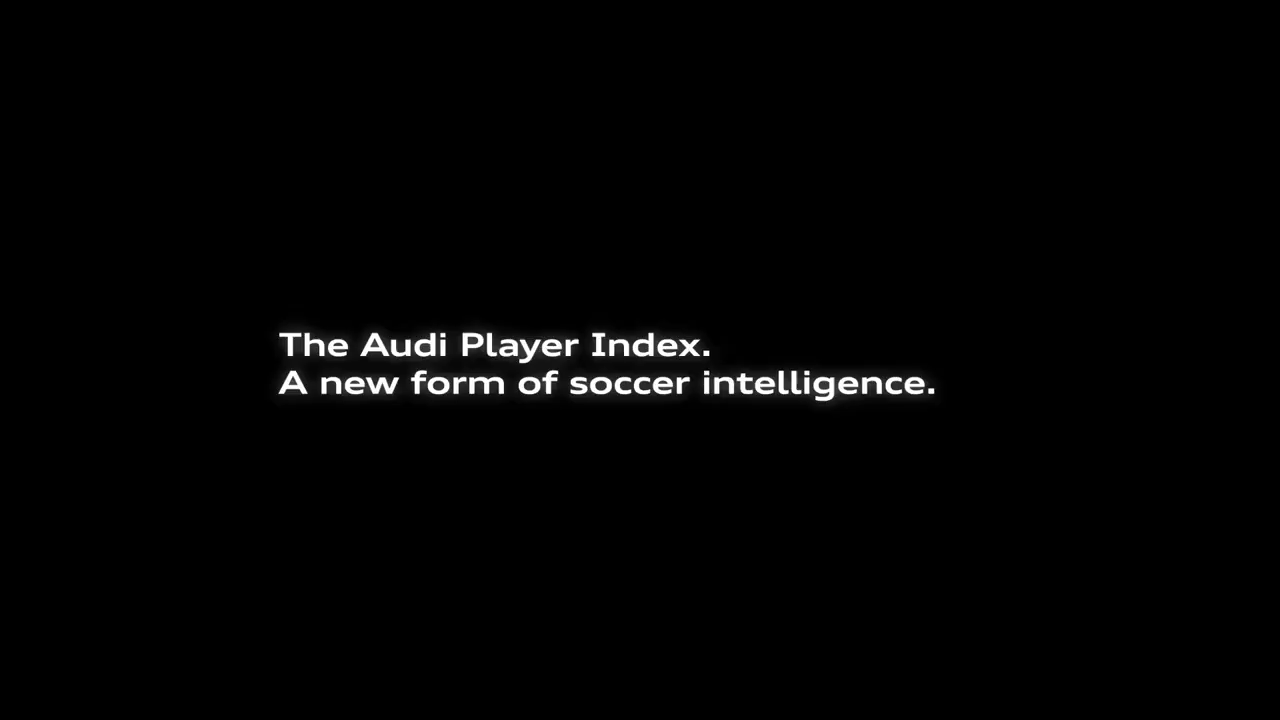 The Audi Player Index.
A new form of soccer intelligence.